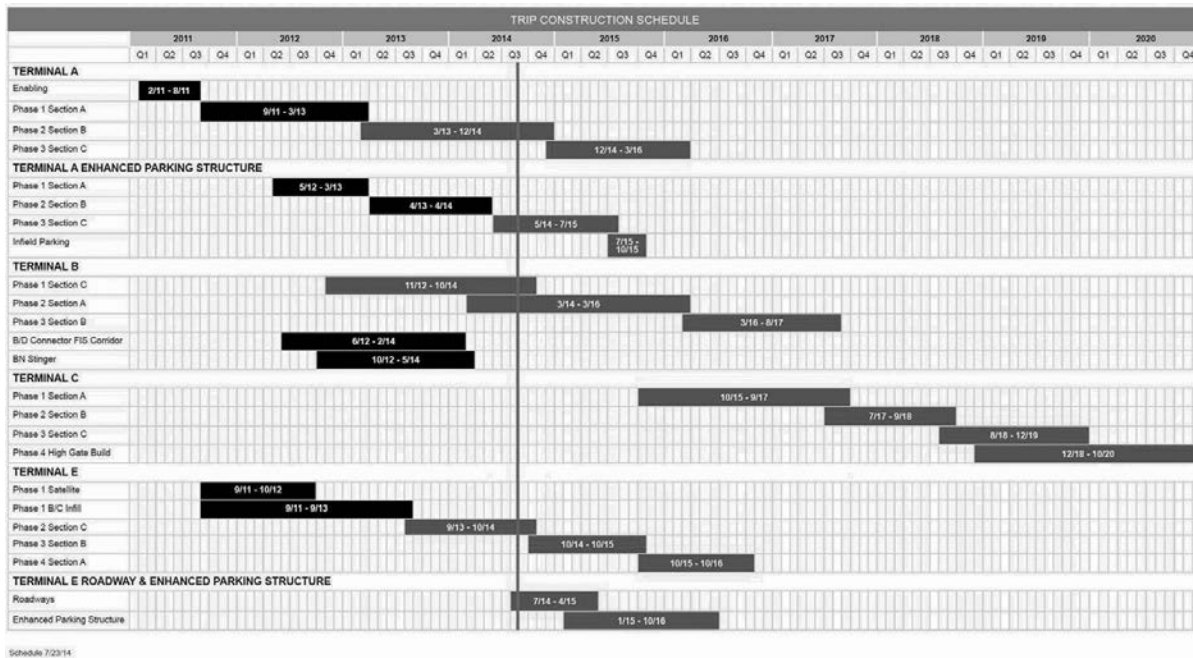 TRIP CONSTRUCTION SCHEDULE
2011 2012 2013 2014 2015 2016 2017 2018 2019 2020
Q1 Q2 Q3 Q4 Q1 Q2 Q3 Q4 Q1 Q2 Q3 Q4 Q1 Q2 Q3 Q4 Q1 Q2 Q3 Q4 Q1 Q2 Q3 Q4 Q1 Q2 Q3 Q4 Q1 Q2 Q3 Q4 Q1 Q2 Q3 Q4 Q1 Q2 Q3 Q4
TERMINAL A
Enabling 2/11 - 8/11
Phase 1 Section A 9/11 - 3/13
Phase 2 Section B 3/13 - 12/14
Phase 3 Section C 12/14 - 3/16
TERMINAL A ENHANCED PARKING STRUCTURE
Phase 1 Section A 5/12 - 3/13
Phase 2 Section B 4/13 - 4/14
Phase 3 Section C 5/14 - 7/15
Infield Parking 7/15 - 10/15
TERMINAL B
Phase 1 Section C 11/12 - 10/14
Phase 2 Section A 3/14 - 3/16
Phase 3 Section B 3/16 - 8/17
B/D Connector FIS Corridor 6/12 - 2/14
BN Stinger 10/12 - 5/14
TERMINAL C
Phase 1 Section A 10/15 - 9/17
Phase 2 Section B 7/17 - 9/18
Phase 3 Section C 8/18 - 12/19
Phase 4 High Gate Build 12/18 - 10/20
TERMINAL E
Phase 1 Satellite 9/11 - 10/12
Phase 1 B/C Infill 9/11 - 9/13
Phase 2 Section C 9/13 - 10/14
Phase 3 Section B 10/14 - 10/15
Phase 4 Section A 10/15 - 10/16
TERMINAL E ROADWAY & ENHANCED PARKING STRUCTURE
Roadways 7/14 - 4/15
Enhanced Parking Structure 1/15 - 10/16
Schedule 7/23/14